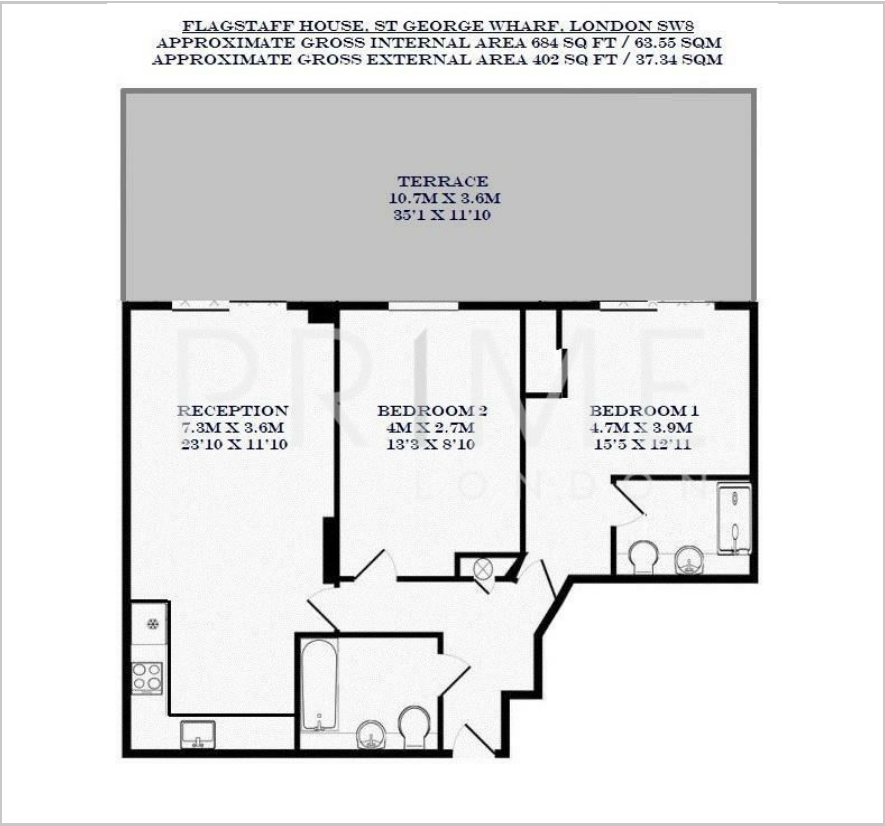 FLAGSTAFF HOUSE, ST GEORGE WHARF, LONDON SW8
APPROXIMATE GROSS INTERNAL AREA 684 SQ FT / 63.55 SQM
APPROXIMATE GROSS EXTERNAL AREA 402 SQ FT / 37.34 SQM
TERRACE
10.7M X 3.6M
35'1 X 11'10
PRIME
LONDON
RECEPTION
7.3M X 3.6M
23'10 X 11'10
BEDROOM 2
4M X 2.7M
13'3 X 8'10
BEDROOM 1
4.7M X 3.9M
15'5 X 12'11